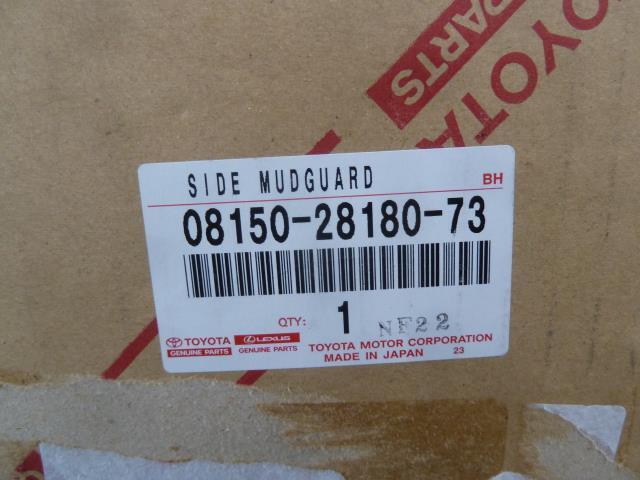 TOYOTA
PARTS
PARTS
SIDE MUDGUARD
BH
08150-28180-73
QTY: 1 NF22
TOYOTA LEXUS
GENUINE PARTS GENUINE PARTS
TOYOTA MOTOR CORPORATION
MADE IN JAPAN 23